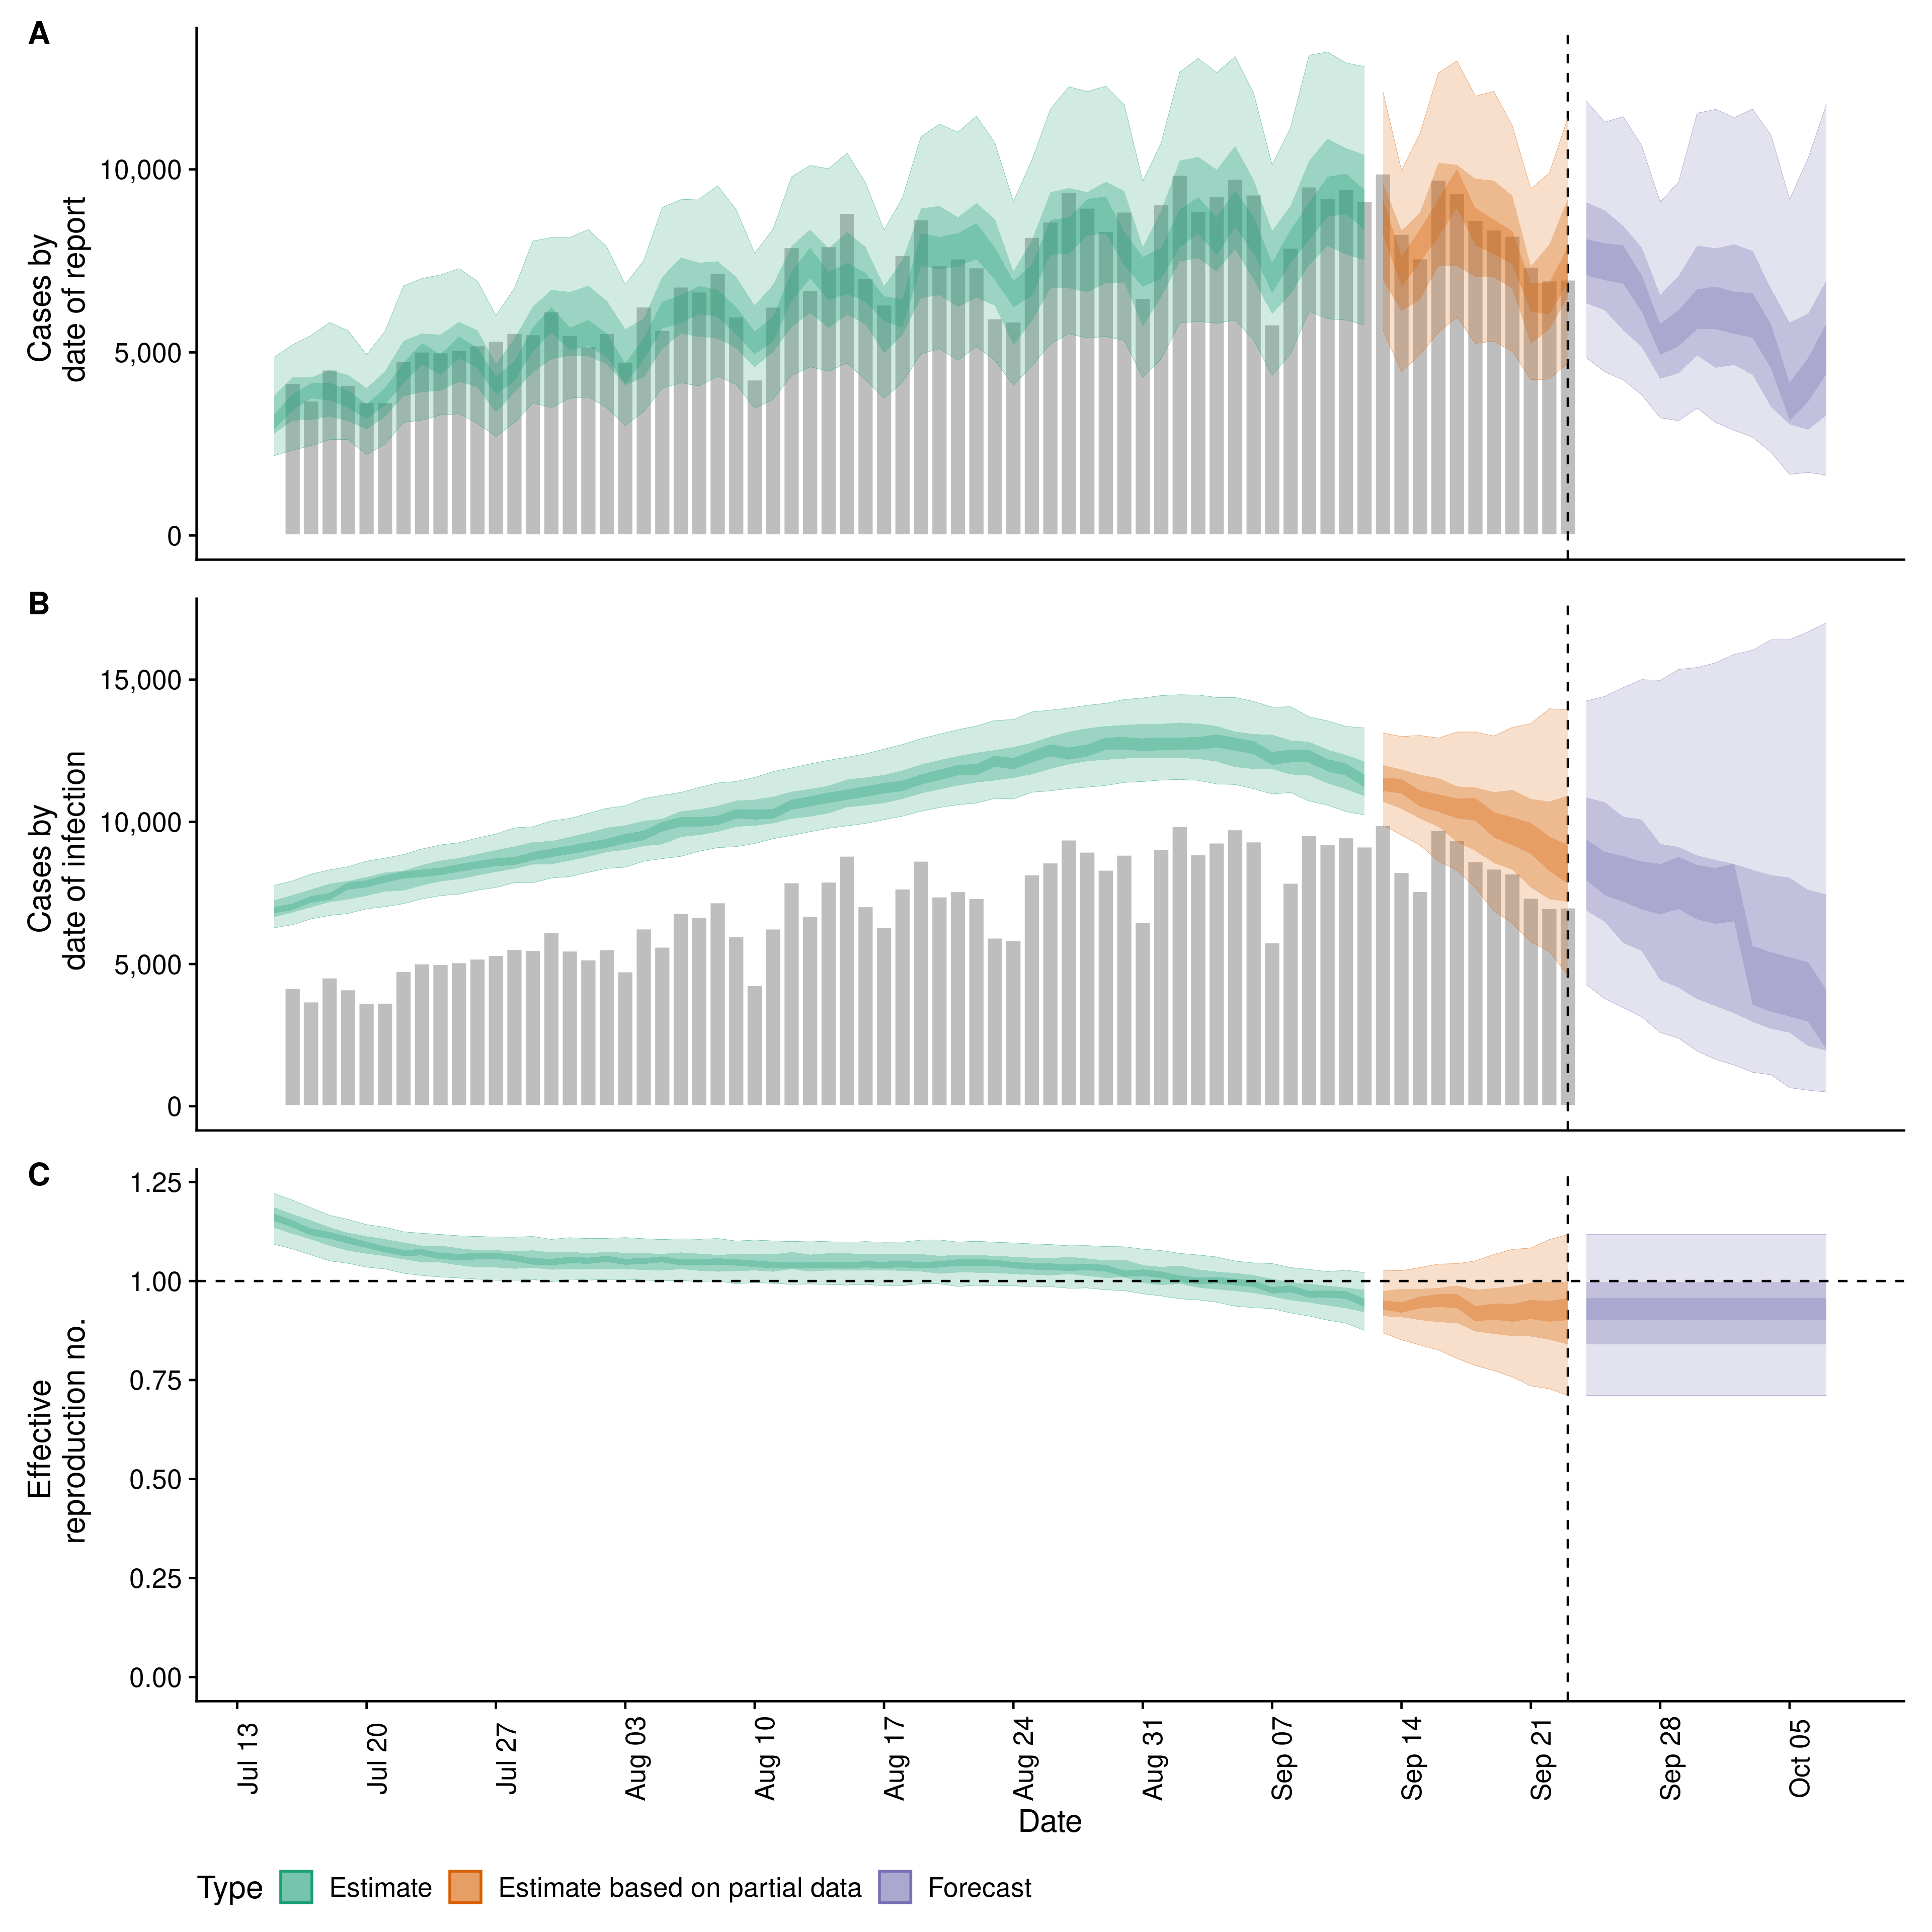 A
Cases by
date of report
10,000
5,000
0
B
Cases by
date of infection
15,000
10,000
5,000
0
C
Effective
reproduction no.
1.25
1.00
0.75
0.50
0.25
0.00
Jul 13
Jul 20
Jul 27
Aug 03
Aug 10
Aug 17
Aug 24
Aug 31
Sep 07
Sep 14
Sep 21
Sep 28
Oct 05
Date
Type Estimate Estimate based on partial data Forecast